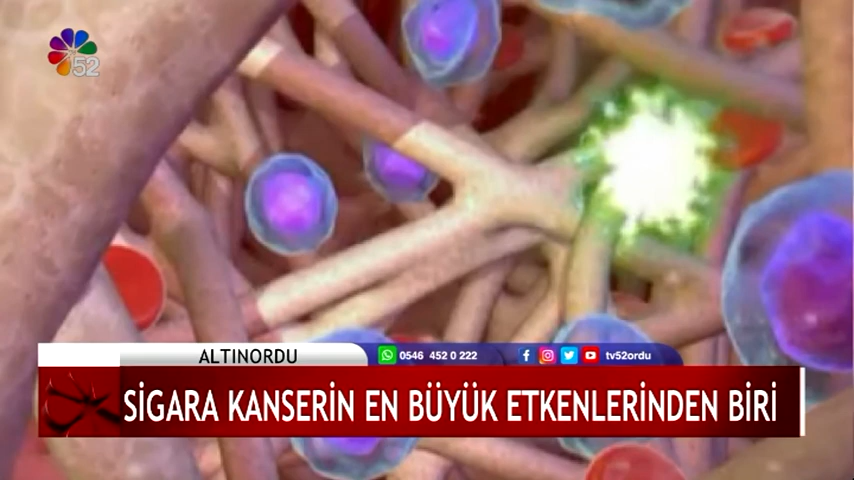 52
ALTINORDU
0546 452 0 222
tv52ordu
SİGARA KANSERİN EN BÜYÜK ETKENLERİNDEN BİRİ